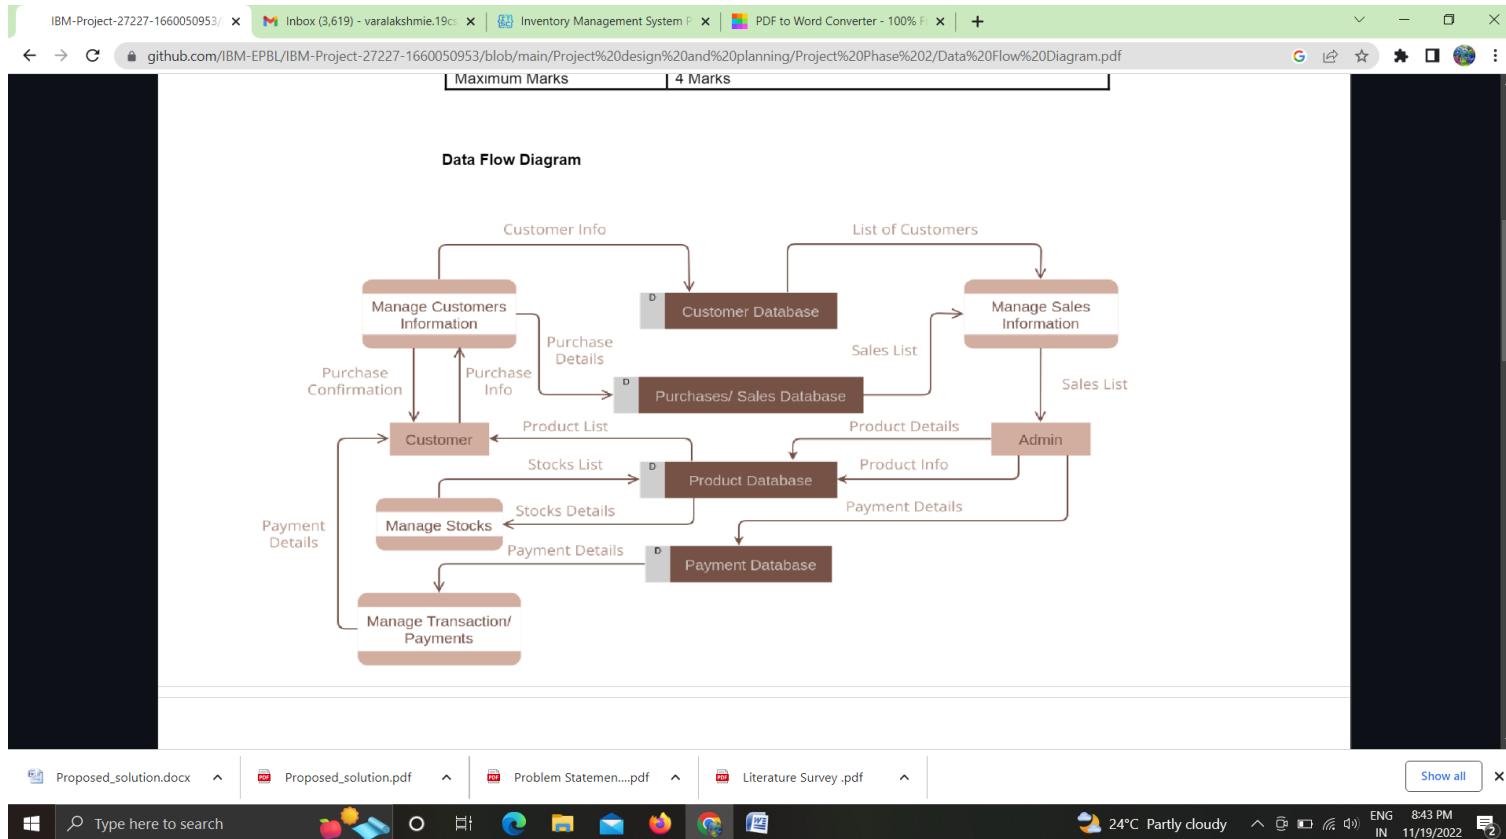 IBM-Project-27227-1660050953/
Inbox (3,619) - varalakshmie.19cs
Inventory Management System P
PDF to Word Converter - 100% F
github.com/IBM-EPBL/IBM-Project-27227-1660050953/blob/main/Project%20design%20and%20planning/Project%20Phase%202/Data%20Flow%20Diagram.pdf
Maximum Marks 4 Marks
Data Flow Diagram
Customer Info
List of Customers
Manage Customers
Information
D
Customer Database
Manage Sales
Information
Purchase
Details
Sales List
Purchase
Confirmation
Purchase
Info
D
Purchases/ Sales Database
Sales List
Customer
Product List
Product Details
Admin
Stocks List
D
Product Database
Product Info
Manage Stocks
Stocks Details
Payment Details
Payment
Details
Payment Details
D
Payment Database
Manage Transaction/
Payments
Proposed_solution.docx
PDF
Proposed_solution.pdf
PDF
Problem Statemen....pdf
PDF
Literature Survey .pdf
Show all
Type here to search
24°C Partly cloudy
ENG
IN
8:43 PM
11/19/2022
2